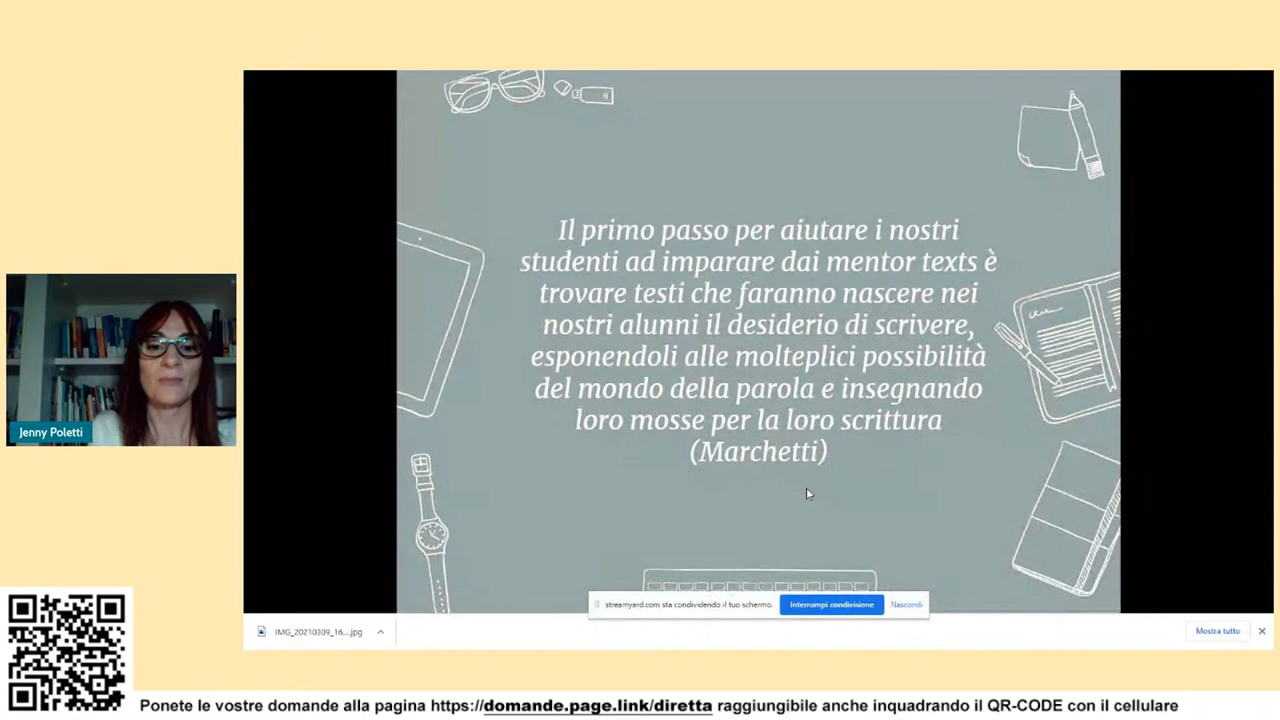 Il primo passo per aiutare i nostri
studenti ad imparare dai mentor texts è
trovare testi che faranno nascere nei
nostri alunni il desiderio di scrivere,
esponendoli alle molteplici possibilità
del mondo della parola e insegnando
loro mosse per la loro scrittura
(Marchetti)
Jenny Poletti
streamyard.com sta condividendo il tuo schermo. Interrompi condivisione Nascondi
IMG_20210309_16....jpg Mostra tutto
Ponete le vostre domande alla pagina https://domande.page.link/diretta raggiungibile anche inquadrando il QR-CODE con il cellulare